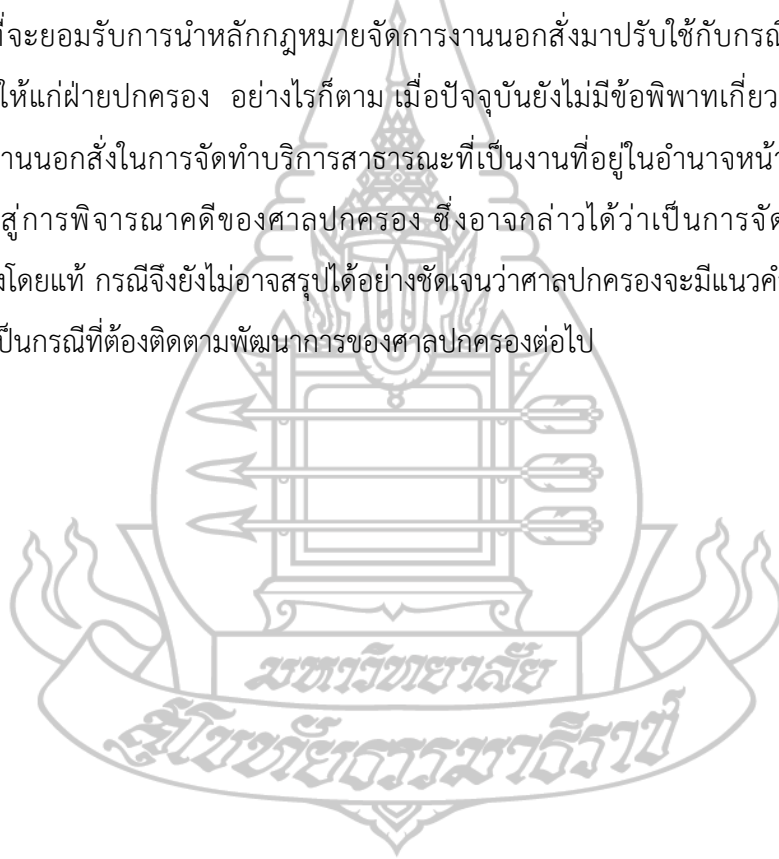 ที่จะยอมรับการนำหลักกฎหมายจัดการงานนอกสั่งมาปรับใช้กับกรณี
ให้แก่ฝ่ายปกครอง อย่างไรก็ตาม เมื่อปัจจุบันยังไม่มีข้อพิพาทเกี่ยว
านนอกสั่งในการจัดทำบริการสาธารณะที่เป็นงานที่อยู่ในอำนาจหน้า
สู่การพิจารณาคดีของศาลปกครอง ซึ่งอาจกล่าวได้ว่าเป็นการจัด
งโดยแท้ กรณีจึงยังไม่อาจสรุปได้อย่างชัดเจนว่าศาลปกครองจะมีแนวคำ
เป็นกรณีที่ต้องติดตามพัฒนาการของศาลปกครองต่อไป
มหาวิทยาลัย
สุโขทัยธรรมาธิราช